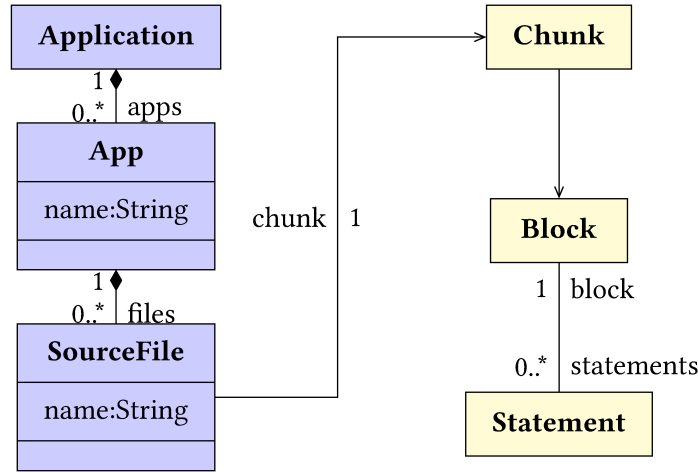 Application
1
0..* apps
App
name:String
1
0..* files
SourceFile
name:String
chunk 1
Chunk
Block
1 block
0..* statements
Statement